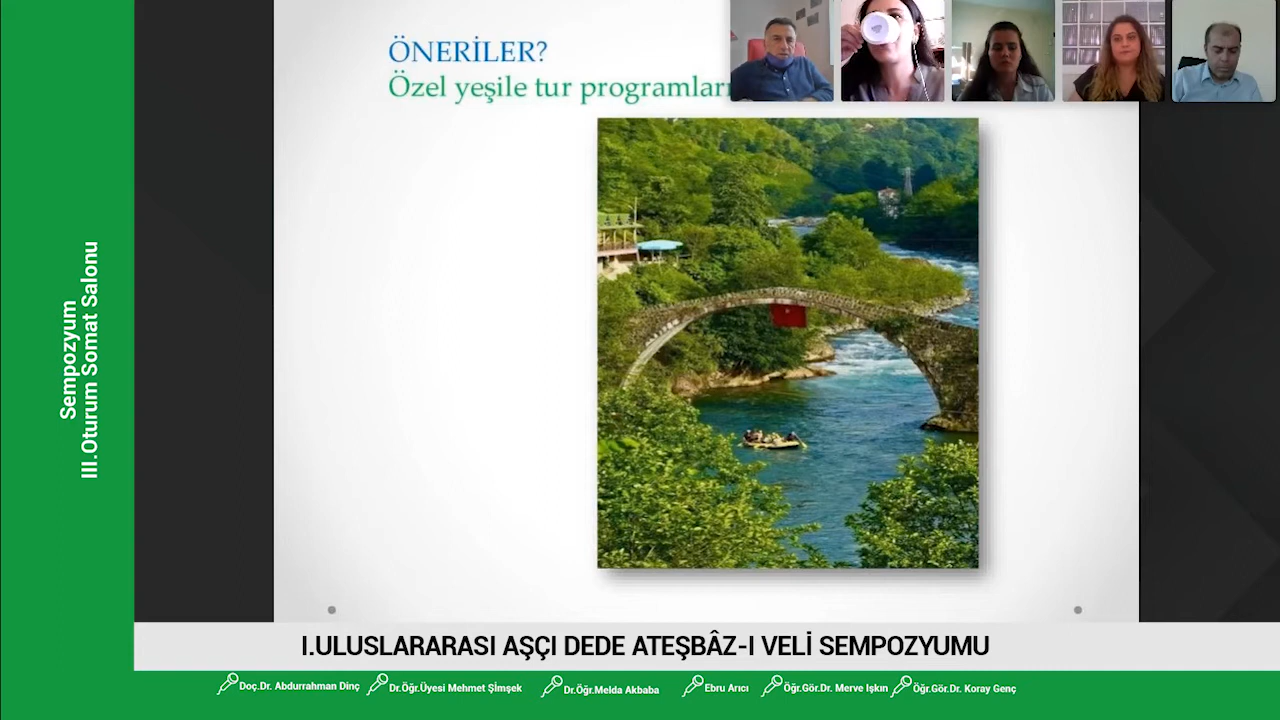 ÖNERİLER?
Özel yeşile tur programları
Sempozyum
III.Oturum Somat Salonu
I.ULUSLARARASI AŞÇI DEDE ATEŞBÂZ-I VELİ SEMPOZYUMU
Doç.Dr. Abdurrahman Dinç
Dr.Öğr.Üyesi Mehmet Şİmşek
Dr.Öğr.Melda Akbaba
Ebru Arıcı
Öğr.Gör.Dr. Merve Işkın
Öğr.Gör.Dr. Koray Genç